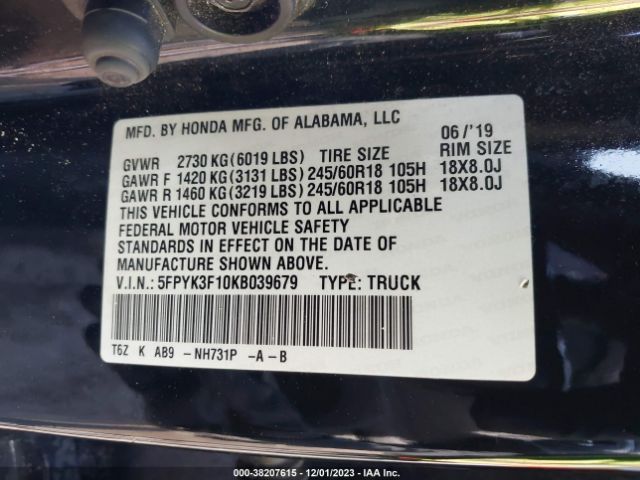 MFD. BY HONDA MFG. OF ALABAMA, LLC 06/'19
GVWR 2730 KG(6019 LBS) TIRE SIZE RIM SIZE
GAWR F 1420 KG(3131 LBS) 245/60R18 105H 18X8.0J
GAWR R 1460 KG(3219 LBS) 245/60R18 105H 18X8.0J
THIS VEHICLE CONFORMS TO ALL APPLICABLE
FEDERAL MOTOR VEHICLE SAFETY
STANDARDS IN EFFECT ON THE DATE OF
MANUFACTURE SHOWN ABOVE.
V.I.N.: 5FPYK3F10KB039679 TYPE: TRUCK
T6Z K AB9 -NH731P -A-B
000-38207615 - 12/01/2023 - IAA Inc.